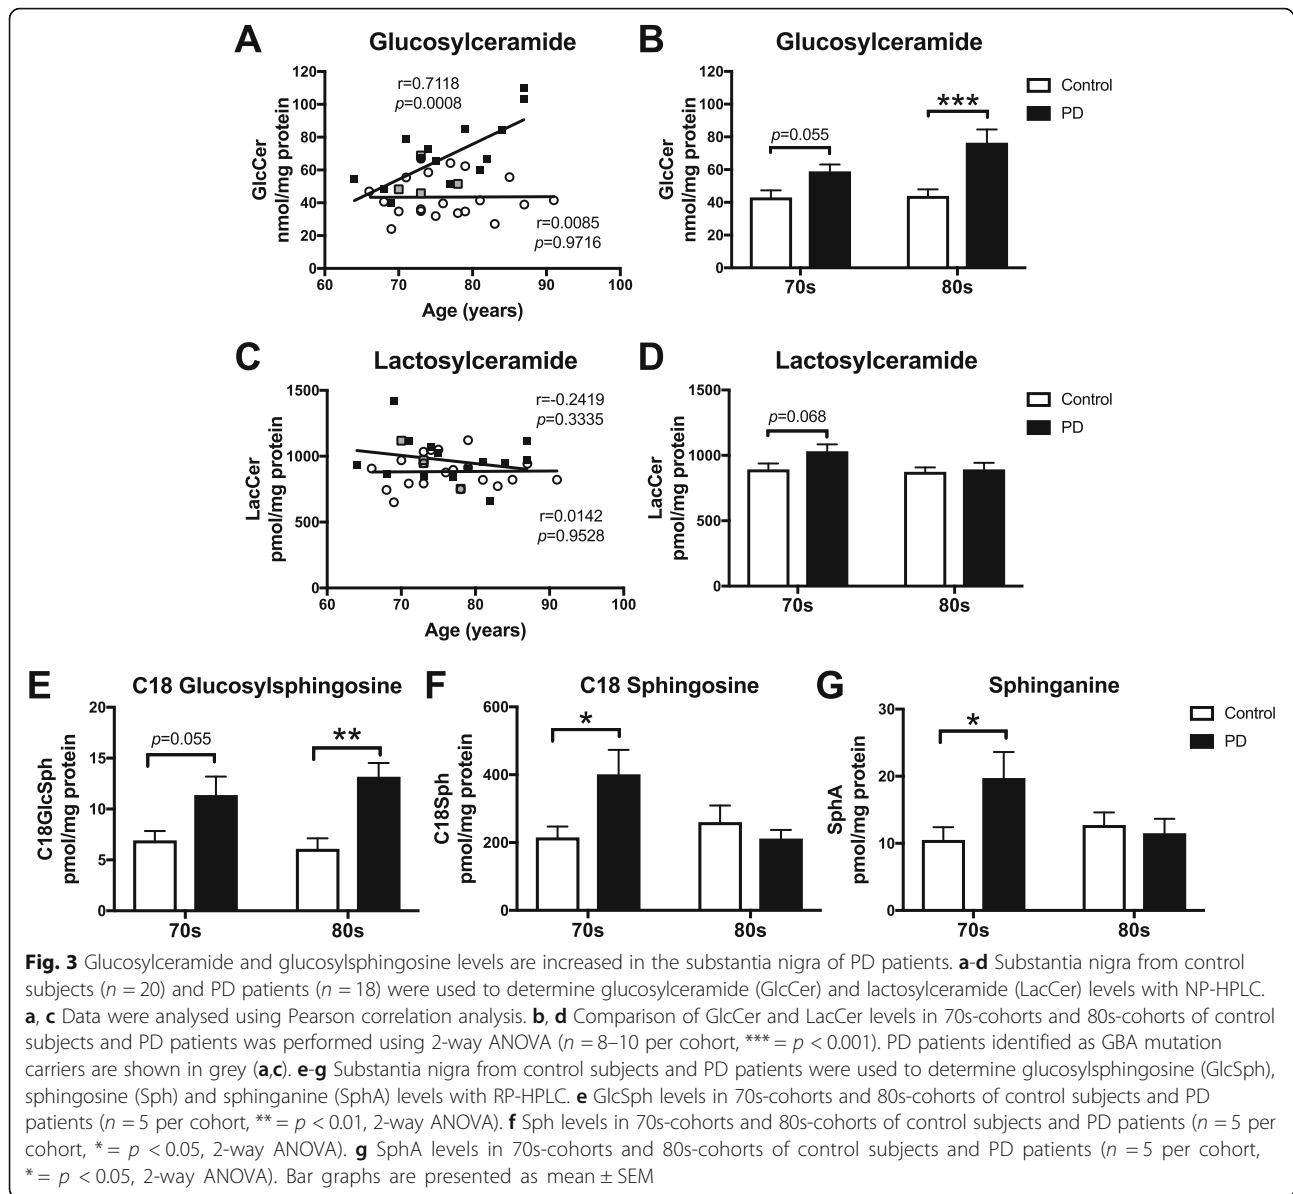 A
Glucosylceramide
GlcCer
nmol/mg protein
120
100
80
60
40
20
0
r=0.7118
p=0.0008
r=0.0085
p=0.9716
60 70 80 90 100
Age (years)
B
Glucosylceramide
GlcCer
nmol/mg protein
120
100
80
60
40
20
0
p=0.055
***
70s 80s
Control
PD
C
Lactosylceramide
LacCer
pmol/mg protein
1500
1000
500
0
r=-0.2419
p=0.3335
r=0.0142
p=0.9528
60 70 80 90 100
Age (years)
D
Lactosylceramide
LacCer
pmol/mg protein
1500
1000
500
0
p=0.068
70s 80s
Control
PD
E
C18 Glucosylsphingosine
C18GlcSph
pmol/mg protein
20
15
10
5
0
p=0.055
**
70s 80s
F
C18 Sphingosine
C18Sph
pmol/mg protein
600
400
200
0
*
70s 80s
G
Sphinganine
SphA
pmol/mg protein
30
20
10
0
*
70s 80s
Control
PD
Fig. 3 Glucosylceramide and glucosylsphingosine levels are increased in the substantia nigra of PD patients. a-d Substantia nigra from control
subjects (n = 20) and PD patients (n = 18) were used to determine glucosylceramide (GlcCer) and lactosylceramide (LacCer) levels with NP-HPLC.
a, c Data were analysed using Pearson correlation analysis. b, d Comparison of GlcCer and LacCer levels in 70s-cohorts and 80s-cohorts of control
subjects and PD patients was performed using 2-way ANOVA (n = 8–10 per cohort, *** = p < 0.001). PD patients identified as GBA mutation
carriers are shown in grey (a,c). e-g Substantia nigra from control subjects and PD patients were used to determine glucosylsphingosine (GlcSph),
sphingosine (Sph) and sphinganine (SphA) levels with RP-HPLC. e GlcSph levels in 70s-cohorts and 80s-cohorts of control subjects and PD
patients (n = 5 per cohort, ** = p < 0.01, 2-way ANOVA). f Sph levels in 70s-cohorts and 80s-cohorts of control subjects and PD patients (n = 5 per
cohort, * = p < 0.05, 2-way ANOVA). g SphA levels in 70s-cohorts and 80s-cohorts of control subjects and PD patients (n = 5 per cohort,
* = p < 0.05, 2-way ANOVA). Bar graphs are presented as mean ± SEM